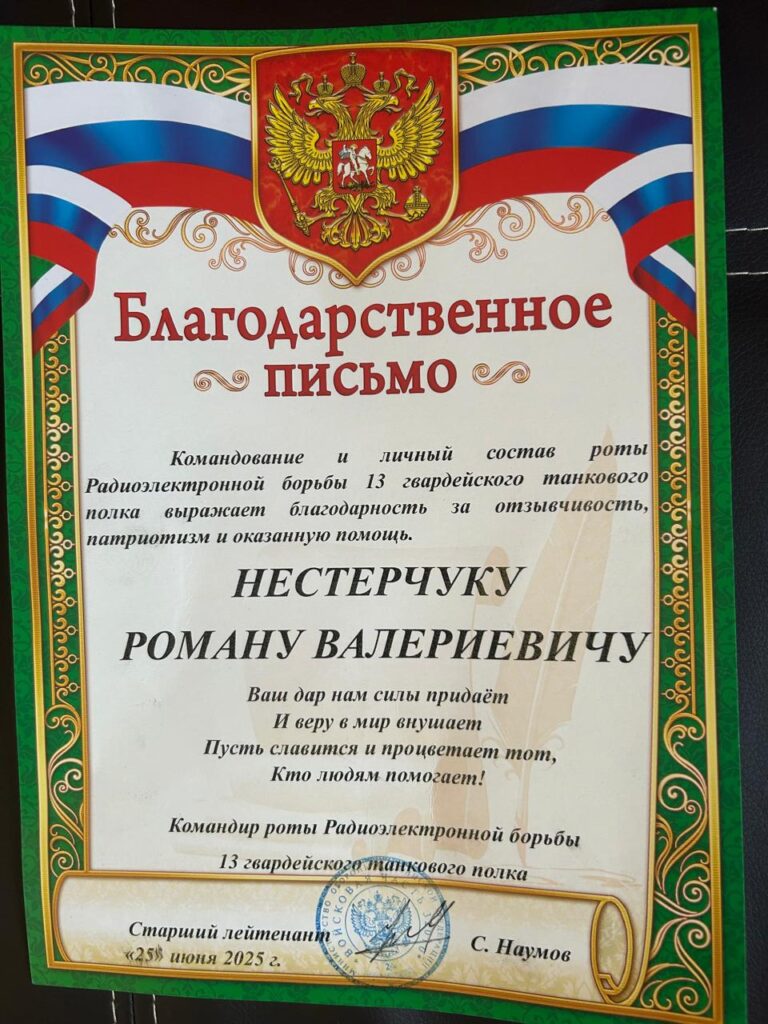 Благодарственное
письмо
Командование и личный состав роты
Радиоэлектронной борьбы 13 гвардейского танкового
полка выражает благодарность за отзывчивость,
патриотизм и оказанную помощь.
НЕСТЕРЧУКУ
РОМАНУ ВАЛЕРИЕВИЧУ
Ваш дар нам силы придаёт
И веру в мир внушает
Пусть славится и процветает тот,
Кто людям помогает!
Командир роты Радиоэлектронной борьбы
13 гвардейского танкового полка
ВОЙСКОВАЯ ЧАСТЬ
Старший лейтенант
С. Наумов
«25» июня 2025 г.